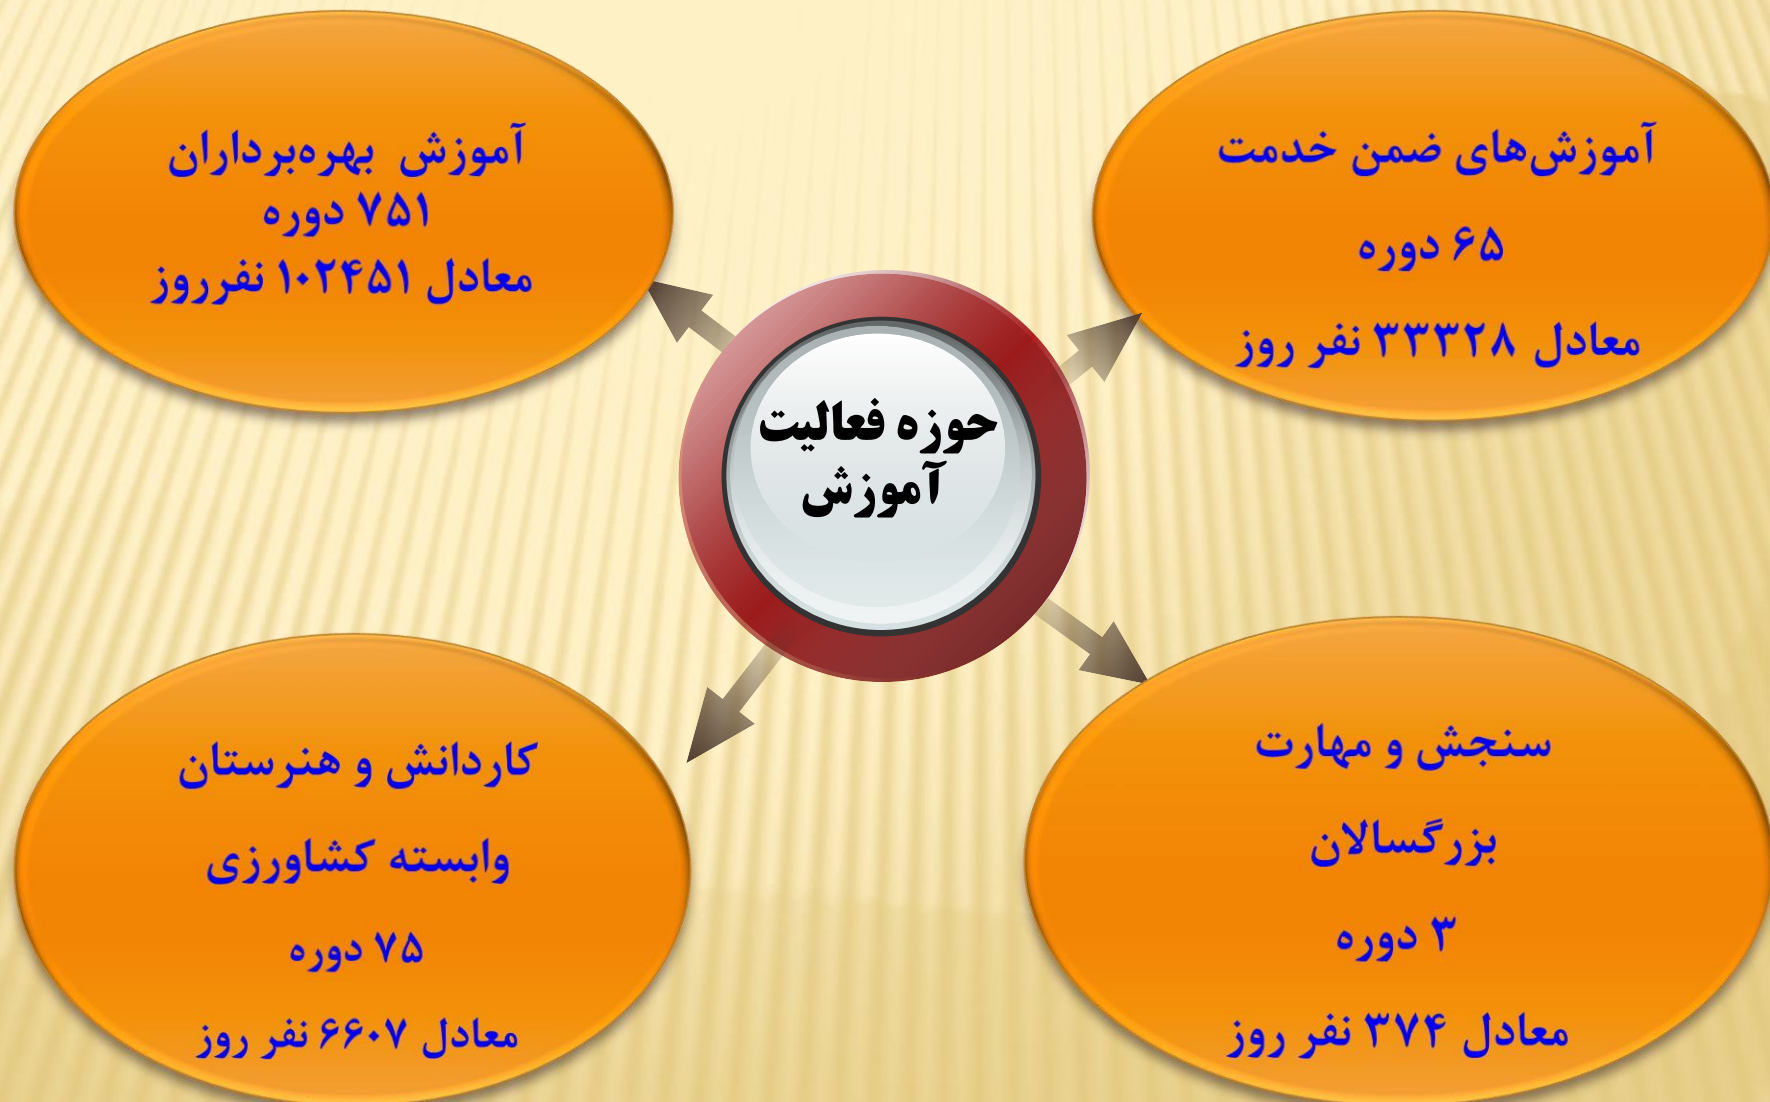 آموزش‌های ضمن خدمت
۶۵ دوره
معادل ۳۳۳۲۸ نفر روز
آموزش بهره‌برداران
۷۵۱ دوره
معادل ۱۰۲۴۵۱ نفرروز
حوزه فعالیت
آموزش
سنجش و مهارت
بزرگسالان
۳ دوره
معادل ۳۷۴ نفر روز
کاردانش و هنرستان
وابسته کشاورزی
۷۵ دوره
معادل ۶۶۰۷ نفر روز